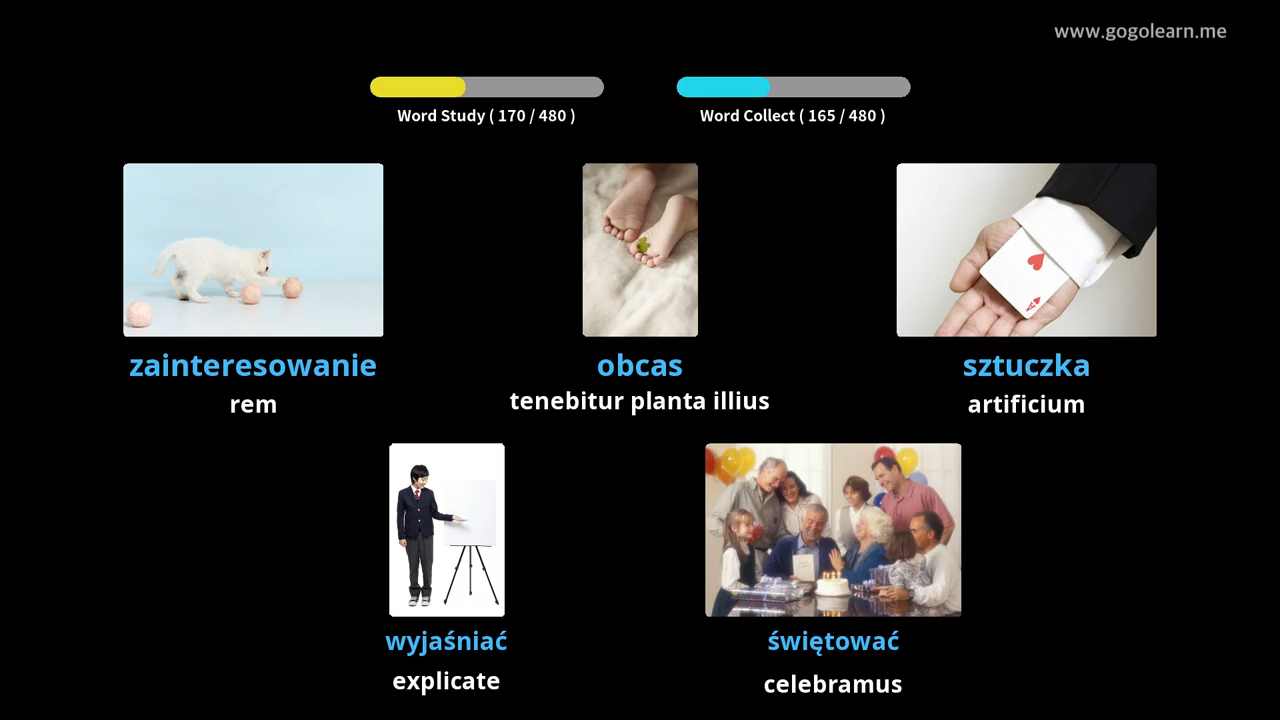 www.gogolearn.me
Word Study ( 170 / 480 )
Word Collect ( 165 / 480 )
zainteresowanie
rem
obcas
tenebitur planta illius
sztuczka
artificium
wyjaśniać
explicate
świętować
celebramus